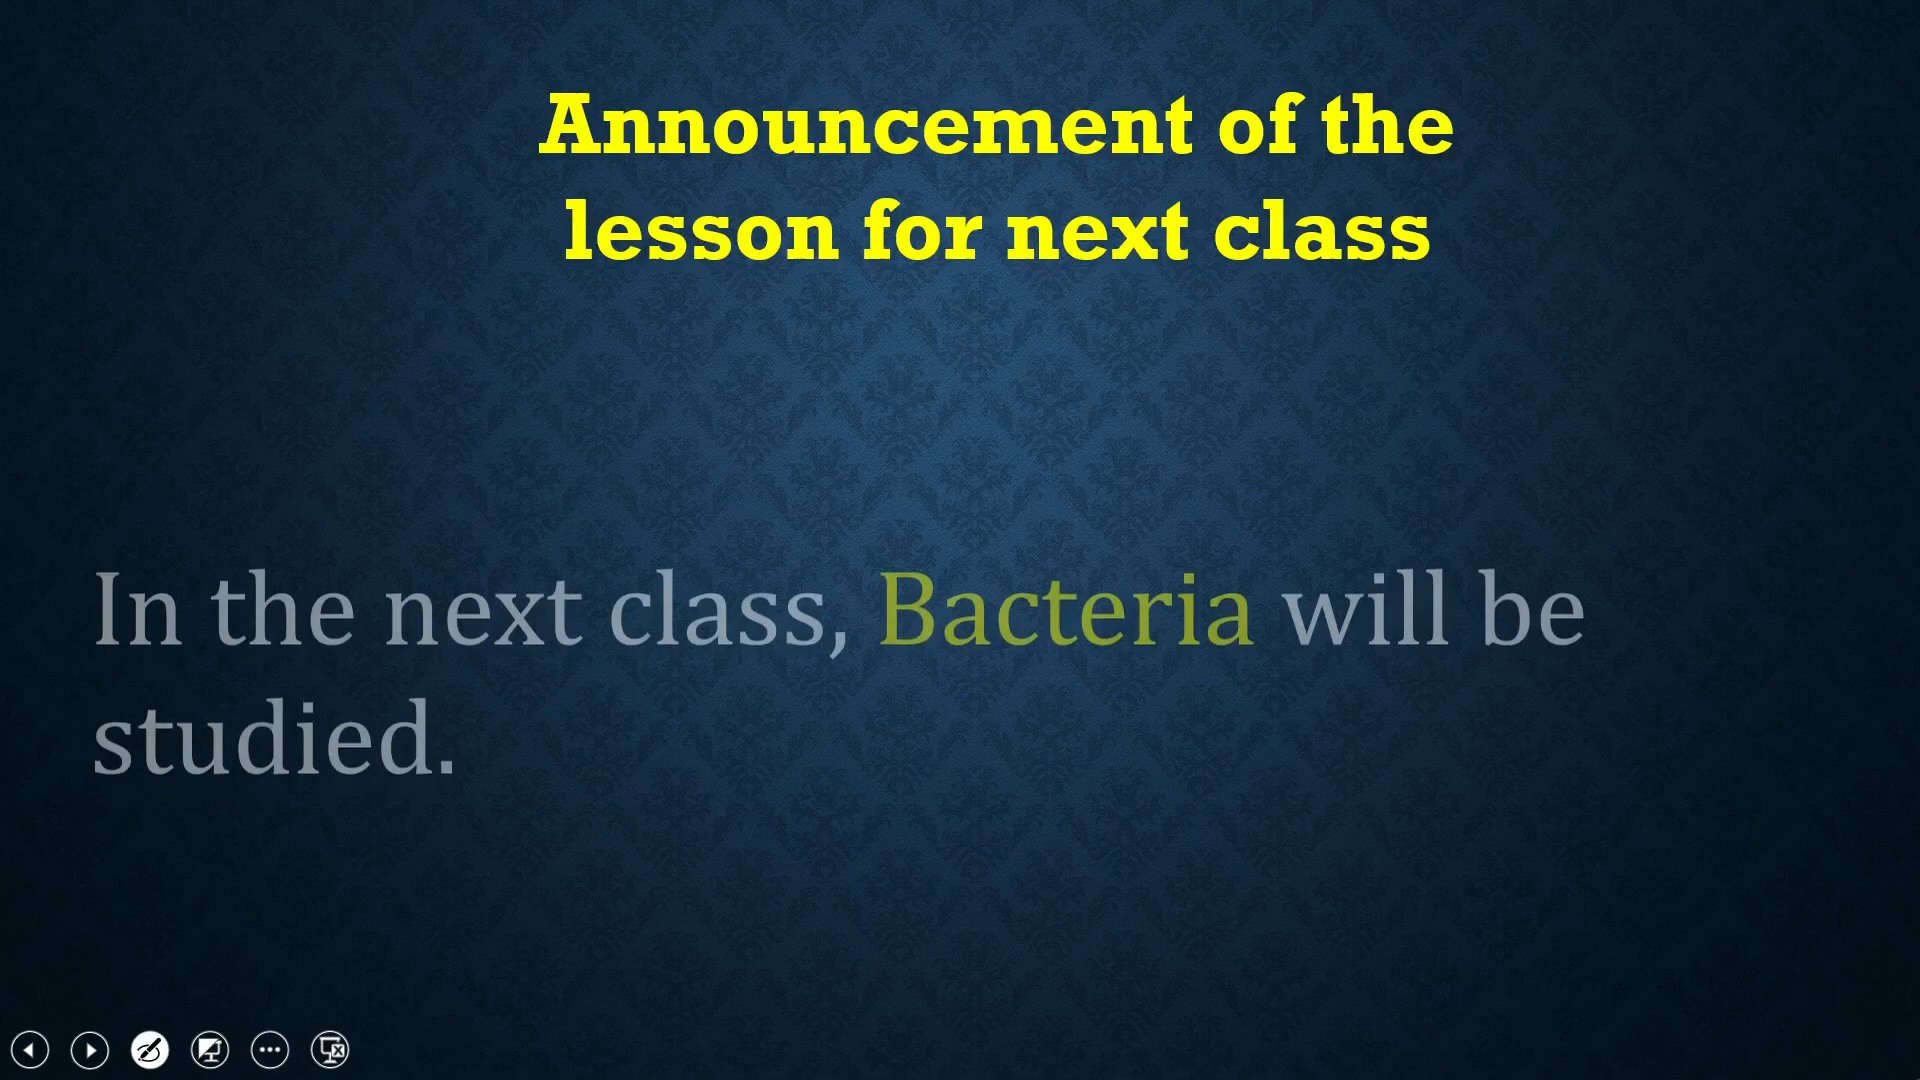 Announcement of the
lesson for next class
In the next class, Bacteria will be
studied.